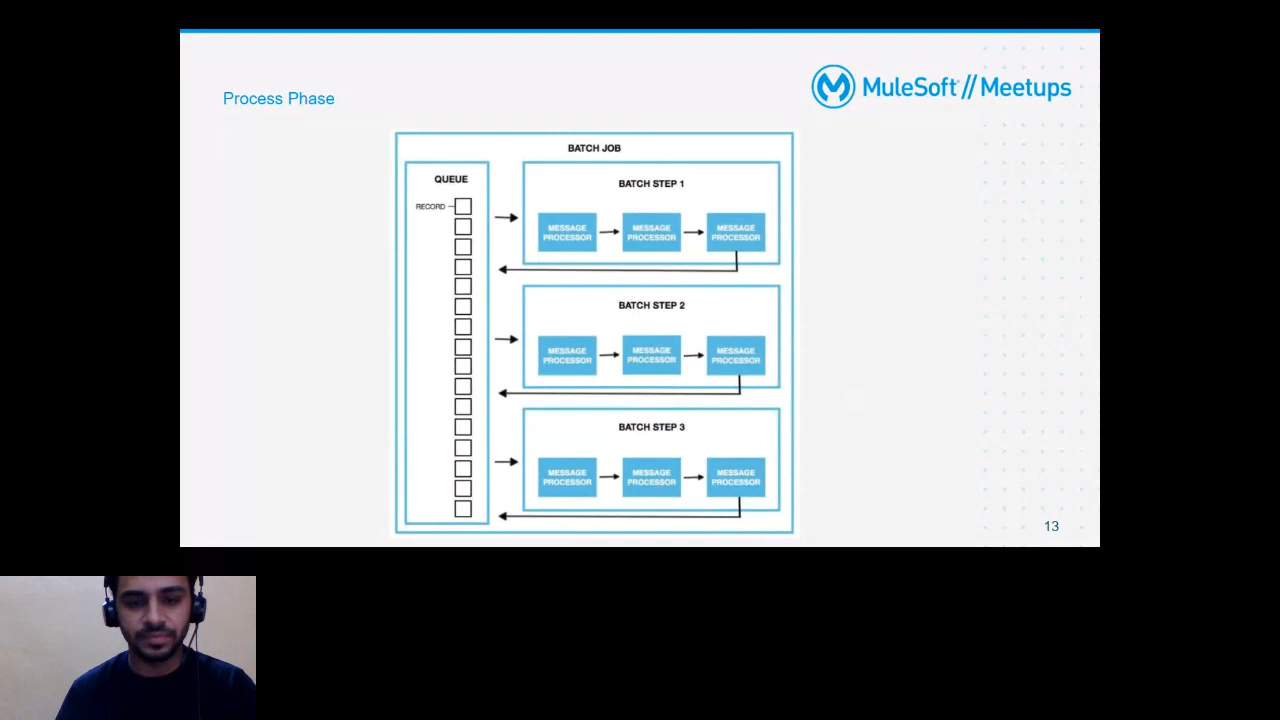 Process Phase
MuleSoft // Meetups
BATCH JOB
QUEUE
RECORD
BATCH STEP 1
MESSAGE PROCESSOR
MESSAGE PROCESSOR
MESSAGE PROCESSOR
BATCH STEP 2
MESSAGE PROCESSOR
MESSAGE PROCESSOR
MESSAGE PROCESSOR
BATCH STEP 3
MESSAGE PROCESSOR
MESSAGE PROCESSOR
MESSAGE PROCESSOR
13